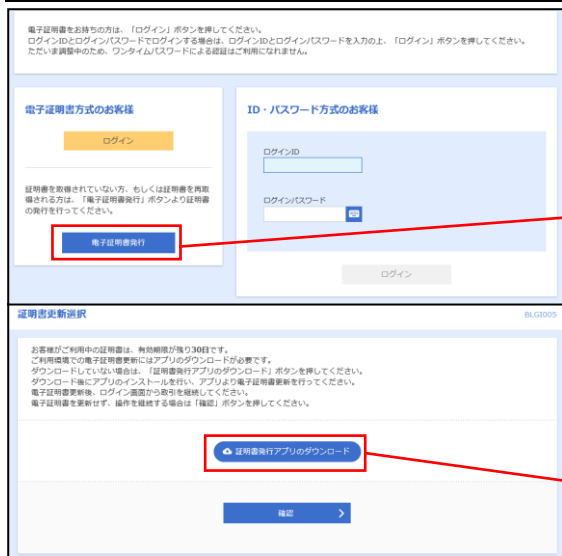 電子証明書をお持ちの方は、「ログイン」ボタンを押してください。
ログインIDとログインパスワードでログインする場合は、ログインIDとログインパスワードを入力の上、「ログイン」ボタンを押してください。
ただいま調整中のため、ワンタイムパスワードによる認証はご利用になれません。
電子証明書方式のお客様
ログイン
証明書を取得されていない方、もしくは証明書を再取
得される方は、「電子証明書発行」ボタンより証明書
の発行を行ってください。
電子証明書発行
ID・パスワード方式のお客様
ログインID
ログインパスワード
ログイン
証明書更新選択
BLGI005
お客様がご利用中の証明書は、有効期限が残り30日です。
ご利用環境での電子証明書更新にはアプリのダウンロードが必要です。
ダウンロードしていない場合は、「証明書発行アプリのダウンロード」ボタンを押してください。
ダウンロード後にアプリのインストールを行い、アプリより電子証明書更新を行ってください。
電子証明書更新後、ログイン画面から取引を継続してください。
電子証明書を更新せず、操作を継続する場合は「確認」ボタンを押してください。
証明書発行アプリのダウンロード
確認